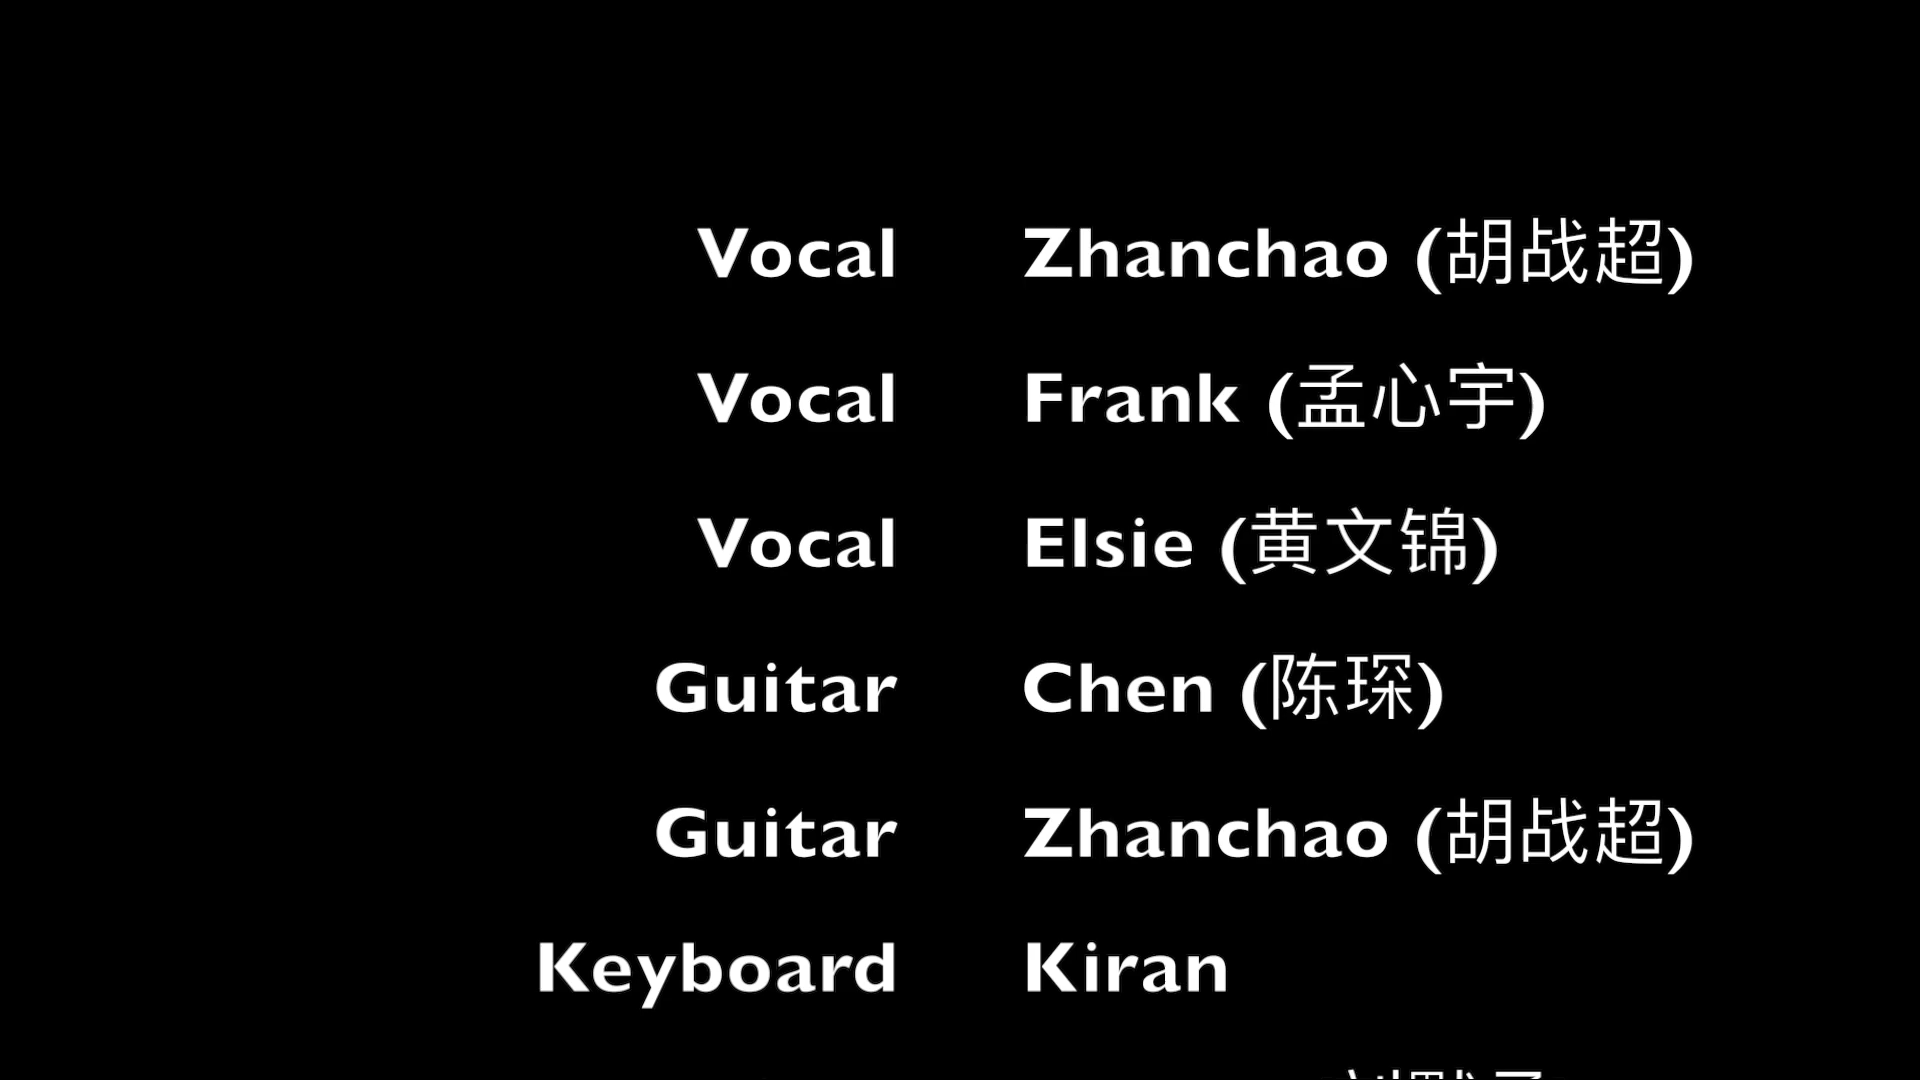 Vocal Zhanchao (胡战超)
Vocal Frank (孟心宇)
Vocal Elsie (黄文锦)
Guitar Chen (陈琛)
Guitar Zhanchao (胡战超)
Keyboard Kiran